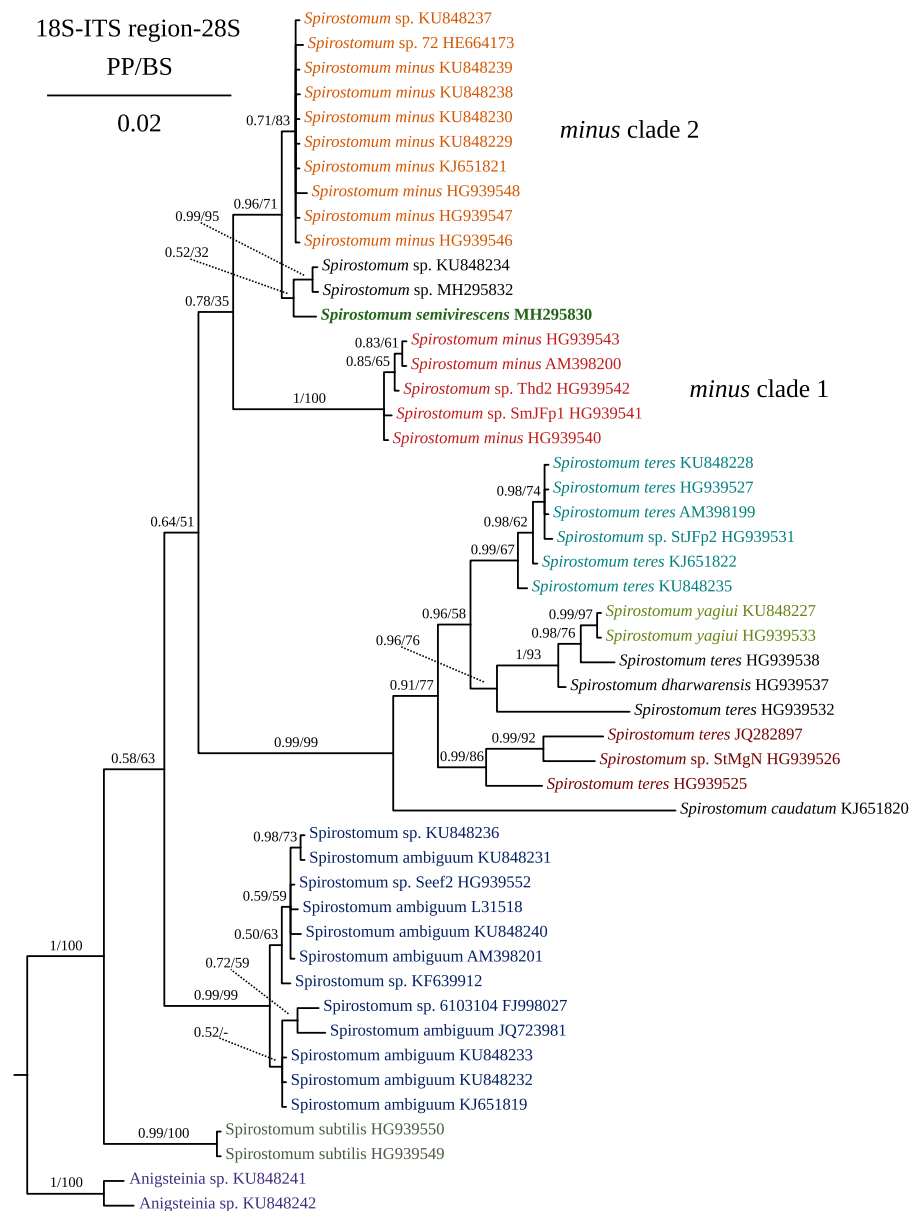 18S-ITS region-28S
PP/BS
0.02
Spirostomum sp. KU848237
Spirostomum sp. 72 HE664173
Spirostomum minus KU848239
Spirostomum minus KU848238
Spirostomum minus KU848230
Spirostomum minus KU848229
Spirostomum minus KJ651821
Spirostomum minus HG939548
Spirostomum minus HG939547
Spirostomum minus HG939546
minus clade 2
0.71/83
0.96/71
0.99/95
0.52/32
Spirostomum sp. KU848234
Spirostomum sp. MH295832
Spirostomum semivirescens MH295830
0.78/35
Spirostomum minus HG939543
Spirostomum minus AM398200
Spirostomum sp. Thd2 HG939542
Spirostomum sp. SmJFp1 HG939541
Spirostomum minus HG939540
minus clade 1
0.83/61
0.85/65
1/100
Spirostomum teres KU848228
Spirostomum teres HG939527
Spirostomum teres AM398199
Spirostomum sp. StJFp2 HG939531
Spirostomum teres KJ651822
Spirostomum teres KU848235
0.98/74
0.98/62
0.99/67
0.64/51
Spirostomum yagiui KU848227
Spirostomum yagiui HG939533
Spirostomum teres HG939538
Spirostomum dharwarensis HG939537
Spirostomum teres HG939532
0.99/97
0.98/76
1/93
0.96/58
0.96/76
0.91/77
Spirostomum teres JQ282897
Spirostomum sp. StMgN HG939526
Spirostomum teres HG939525
0.99/92
0.99/86
0.99/99
Spirostomum caudatum KJ651820
0.58/63
Spirostomum sp. KU848236
Spirostomum ambiguum KU848231
Spirostomum sp. Seef2 HG939552
Spirostomum ambiguum L31518
Spirostomum ambiguum KU848240
Spirostomum ambiguum AM398201
Spirostomum sp. KF639912
0.98/73
0.59/59
0.50/63
0.72/59
0.99/99
0.52/-
Spirostomum sp. 6103104 FJ998027
Spirostomum ambiguum JQ723981
Spirostomum ambiguum KU848233
Spirostomum ambiguum KU848232
Spirostomum ambiguum KJ651819
1/100
0.99/100
Spirostomum subtilis HG939550
Spirostomum subtilis HG939549
1/100
Anigsteinia sp. KU848241
Anigsteinia sp. KU848242